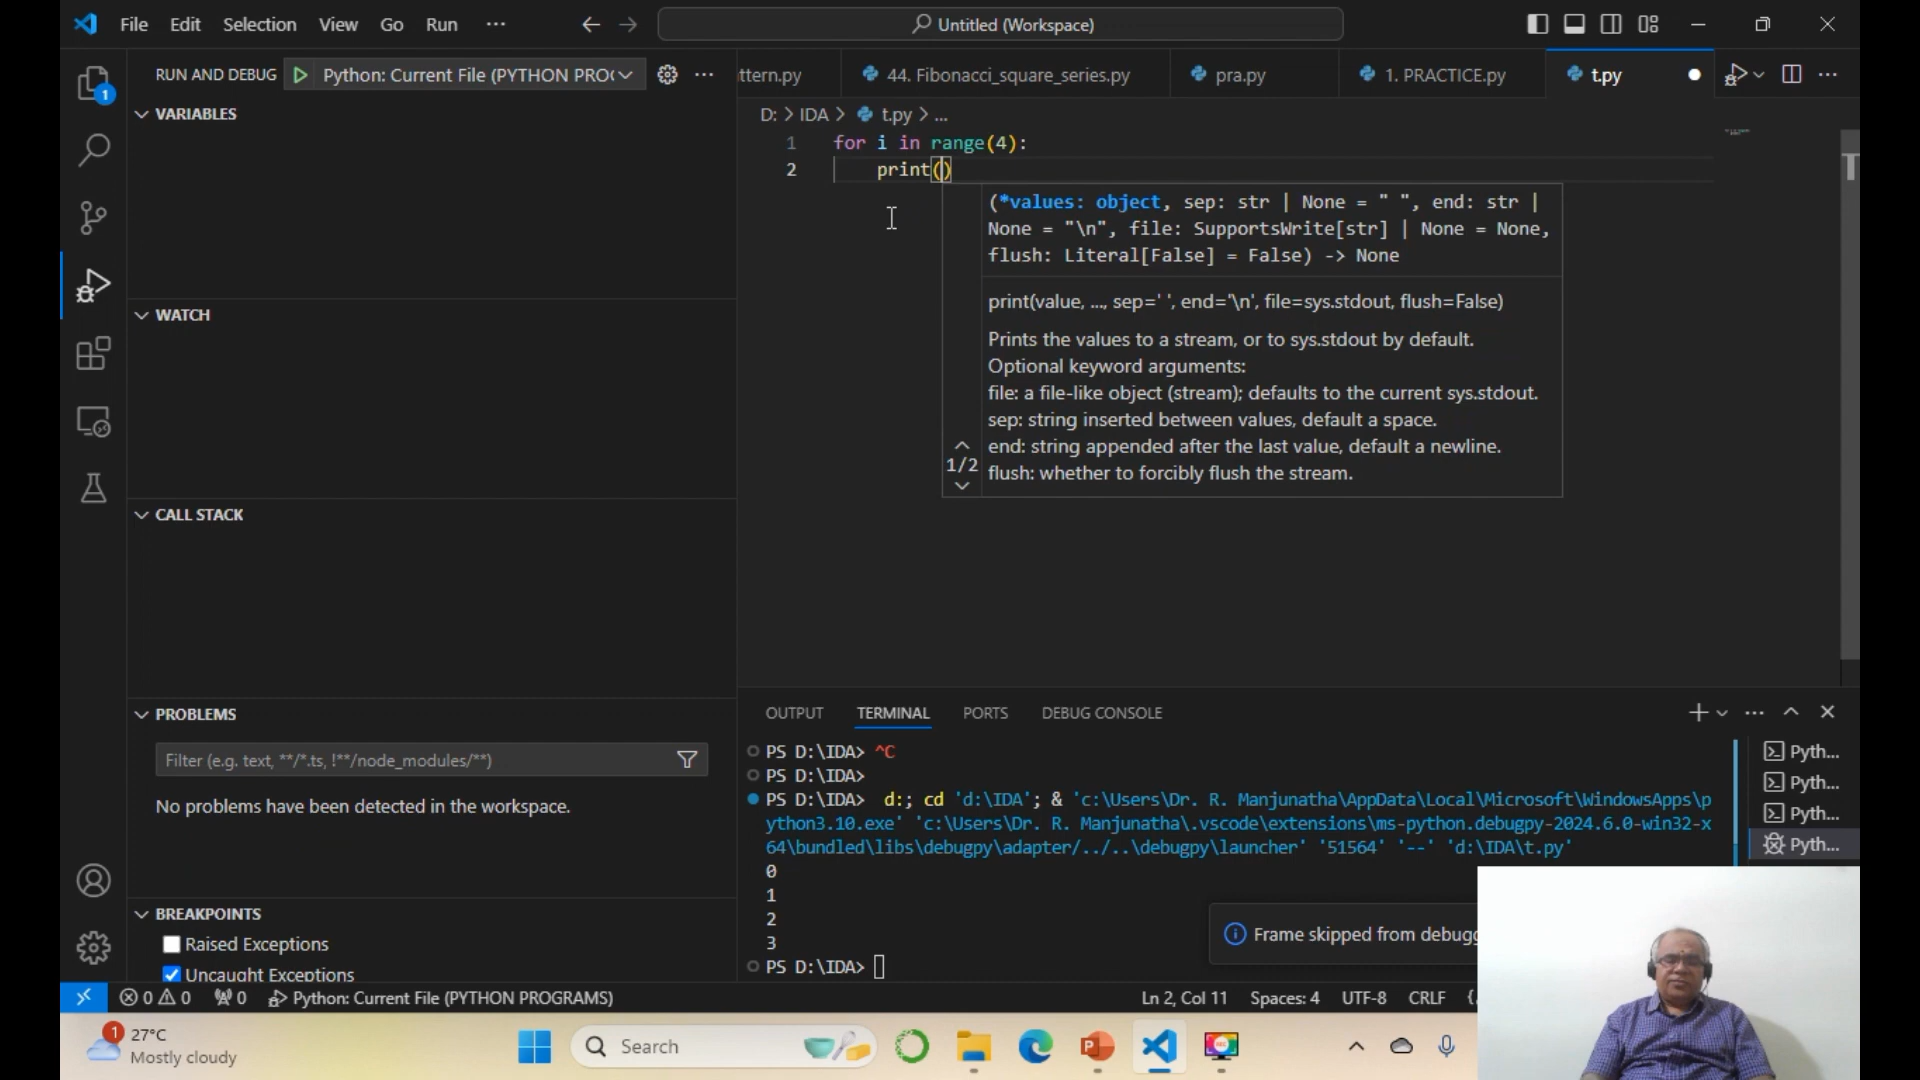 File Edit Selection View Go Run ···
Untitled (Workspace)
RUN AND DEBUG Python: Current File (PYTHON PRO
ttern.py 44. Fibonacci_square_series.py pra.py 1. PRACTICE.py t.py
VARIABLES
D: > IDA > t.py > ...
1 for i in range(4):
2 print()
(*values: object, sep: str | None = " ", end: str |
None = "\n", file: SupportsWrite[str] | None = None,
flush: Literal[False] = False) -> None
print(value, ..., sep=' ', end='\n', file=sys.stdout, flush=False)
Prints the values to a stream, or to sys.stdout by default.
Optional keyword arguments:
file: a file-like object (stream); defaults to the current sys.stdout.
sep: string inserted between values, default a space.
end: string appended after the last value, default a newline.
flush: whether to forcibly flush the stream.
1/2
WATCH
CALL STACK
PROBLEMS
Filter (e.g. text, **/*.ts, !**/node_modules/**)
No problems have been detected in the workspace.
BREAKPOINTS
Raised Exceptions
Uncaught Exceptions
OUTPUT TERMINAL PORTS DEBUG CONSOLE
PS D:\IDA> ^C
PS D:\IDA>
PS D:\IDA> d:; cd 'd:\IDA'; & 'c:\Users\Dr. R. Manjunatha\AppData\Local\Microsoft\WindowsApps\p
ython3.10.exe' 'c:\Users\Dr. R. Manjunatha\.vscode\extensions\ms-python.debugpy-2024.6.0-win32-x
64\bundled\libs\debugpy\adapter/../..\debugpy\launcher' '51564' '--' 'd:\IDA\t.py'
0
1
2
3
PS D:\IDA>
Pyth...
Pyth...
Pyth...
Pyth...
Frame skipped from debugg
1
0 0 0 Python: Current File (PYTHON PROGRAMS)
Ln 2, Col 11 Spaces: 4 UTF-8 CRLF {
1
27°C
Mostly cloudy
Search